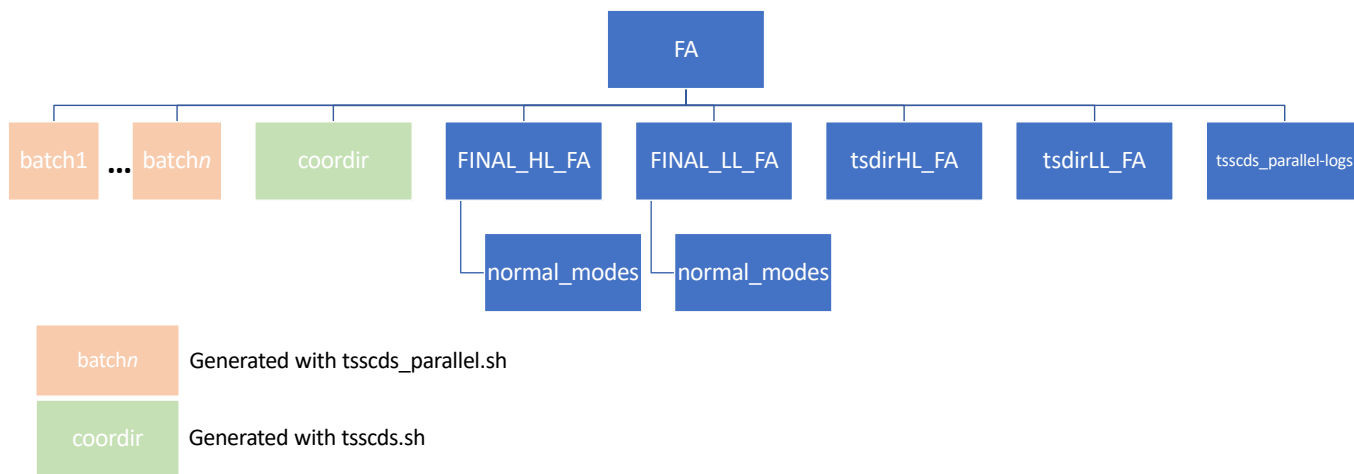 FA
batch1
...
batchn
coordir
FINAL_HL_FA
FINAL_LL_FA
tsdirHL_FA
tsdirLL_FA
tsscds_parallel-logs
normal_modes
normal_modes
batchn
Generated with tsscds_parallel.sh
coordir
Generated with tsscds.sh